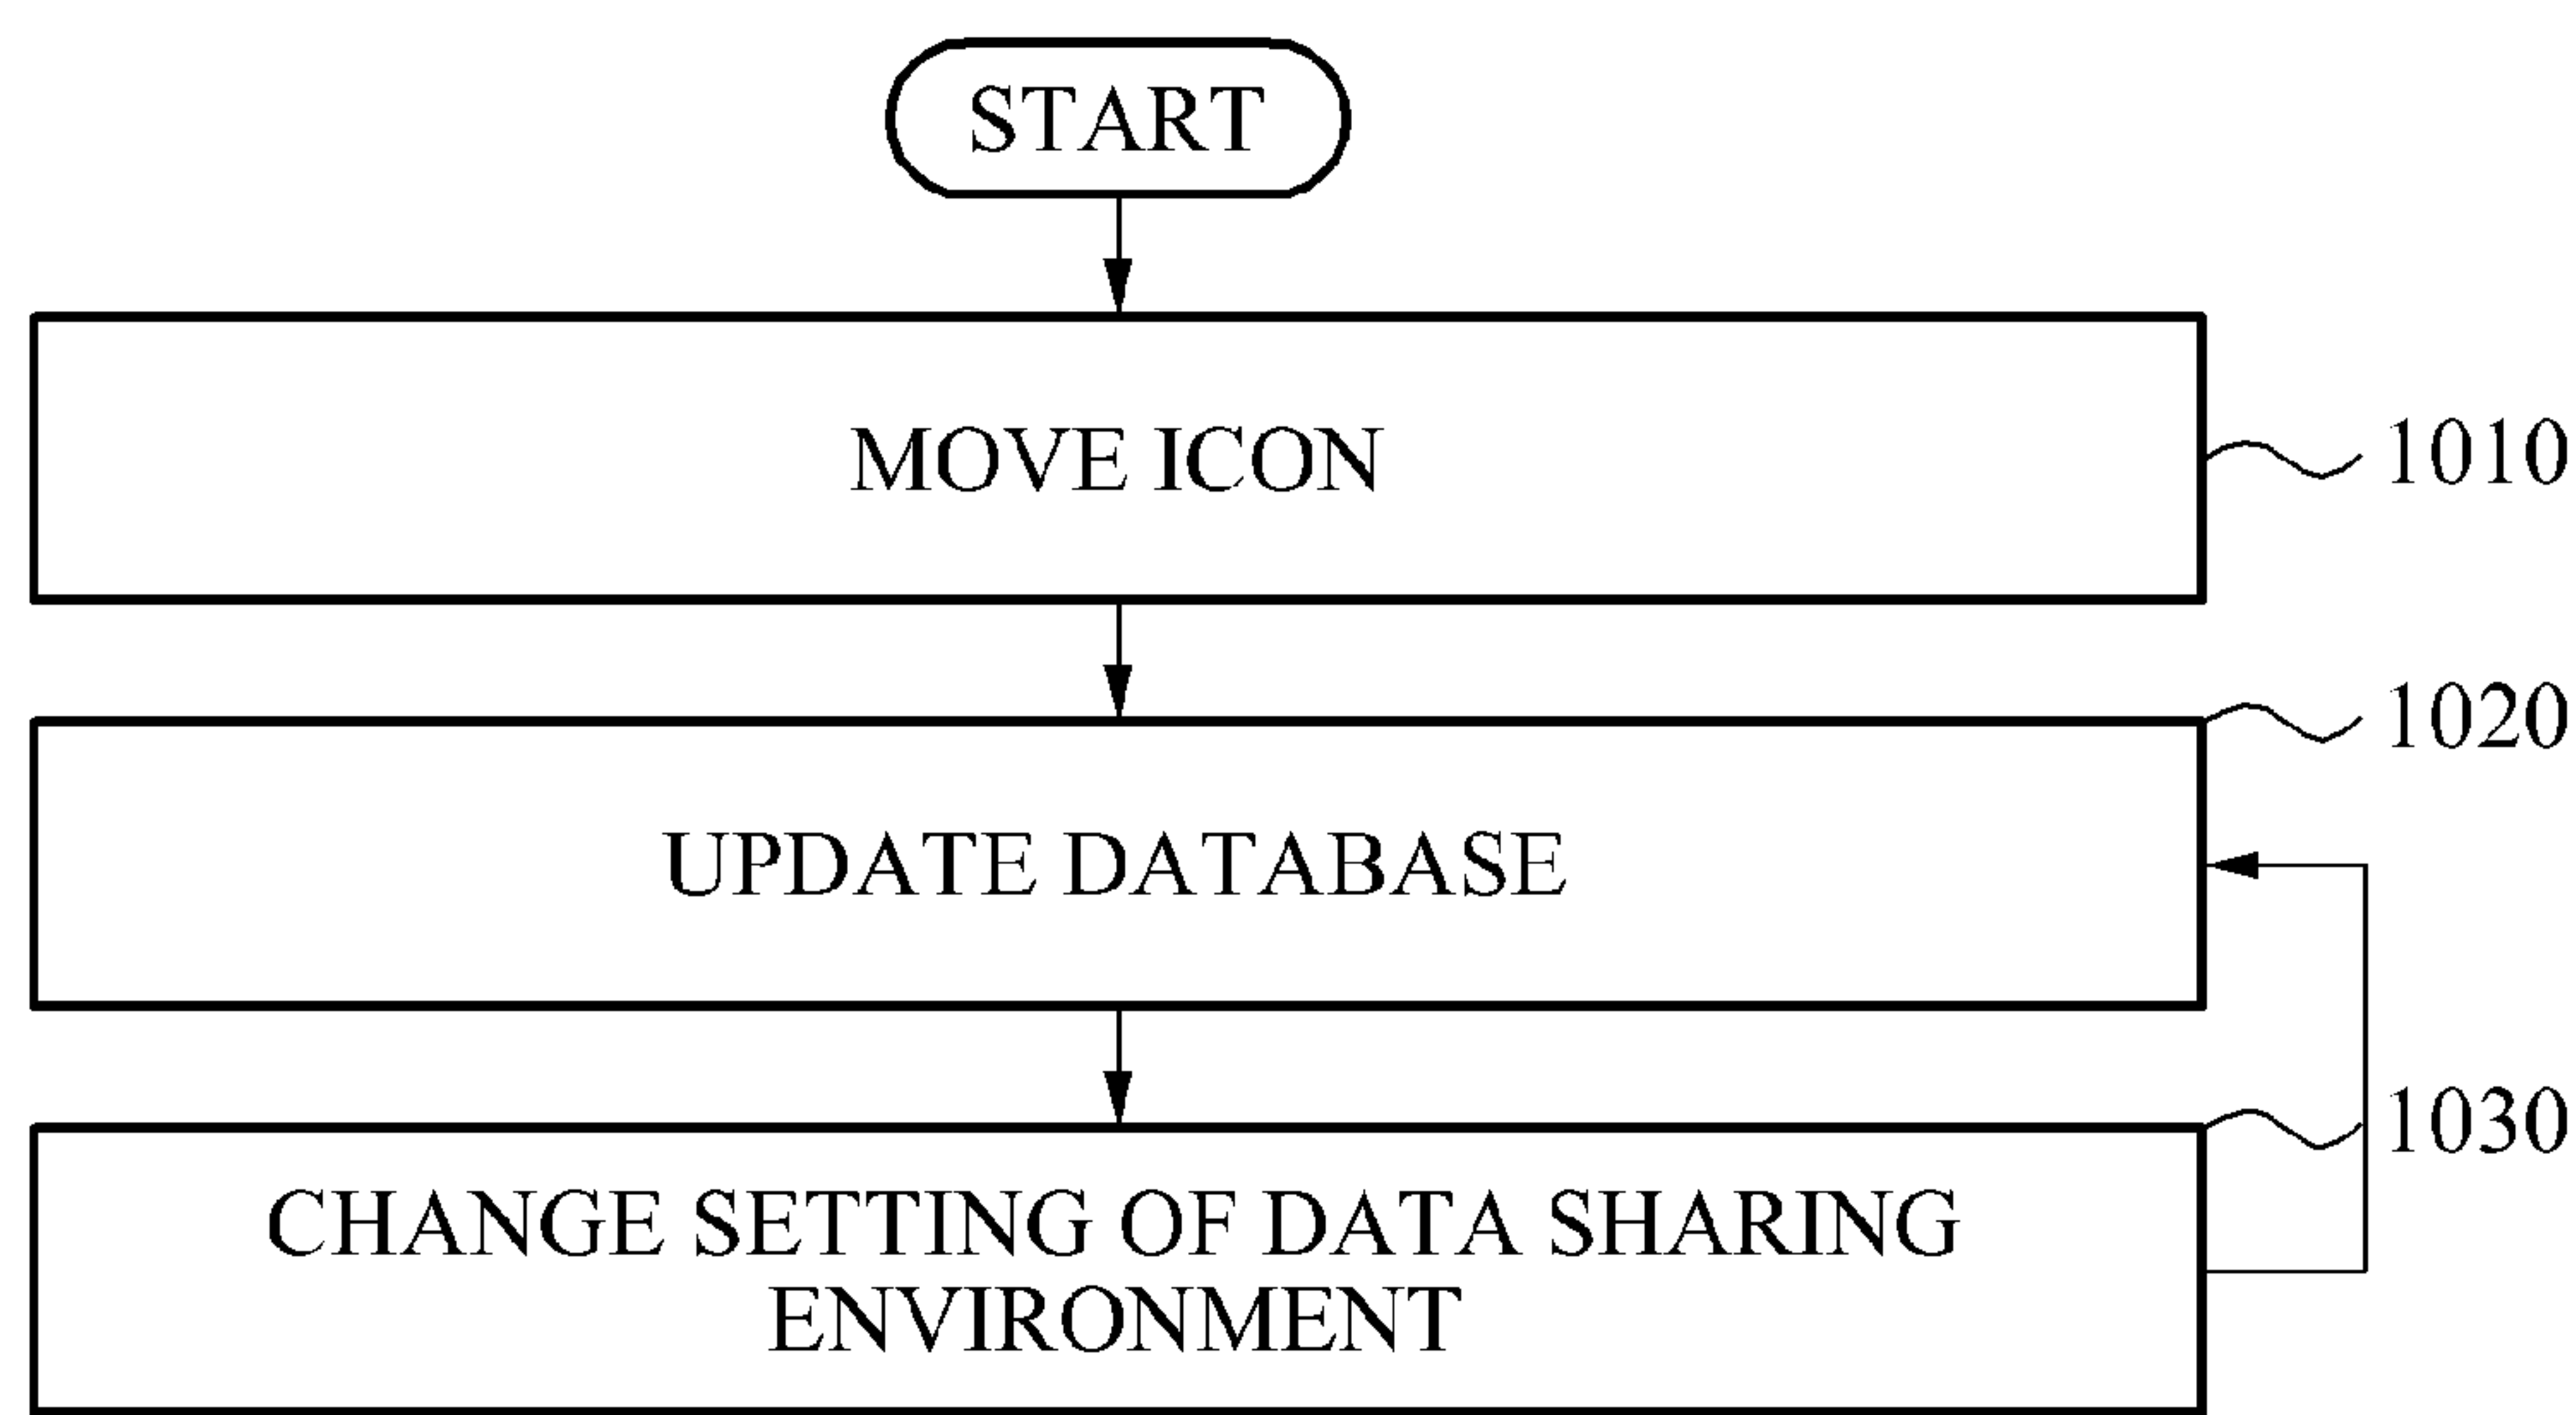 START
MOVE ICON
1010
1020
UPDATE DATABASE
1030
CHANGE SETTING OF DATA SHARING
ENVIRONMENT